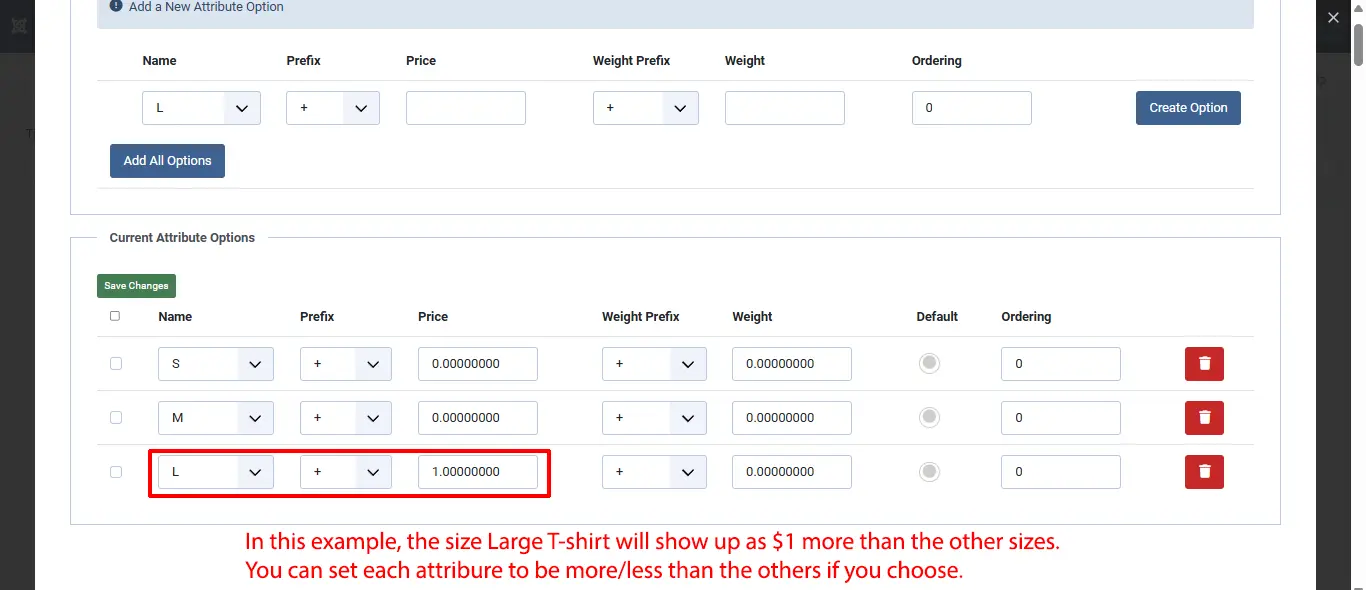 Add a New Attribute Option
Name Prefix Price Weight Prefix Weight Ordering
L + + 0 Create Option
Add All Options
Current Attribute Options
Save Changes
Name Prefix Price Weight Prefix Weight Default Ordering
S + 0.00000000 + 0.00000000 0
M + 0.00000000 + 0.00000000 0
L + 1.00000000 + 0.00000000 0
In this example, the size Large T-shirt will show up as $1 more than the other sizes.
You can set each attribure to be more/less than the others if you choose.